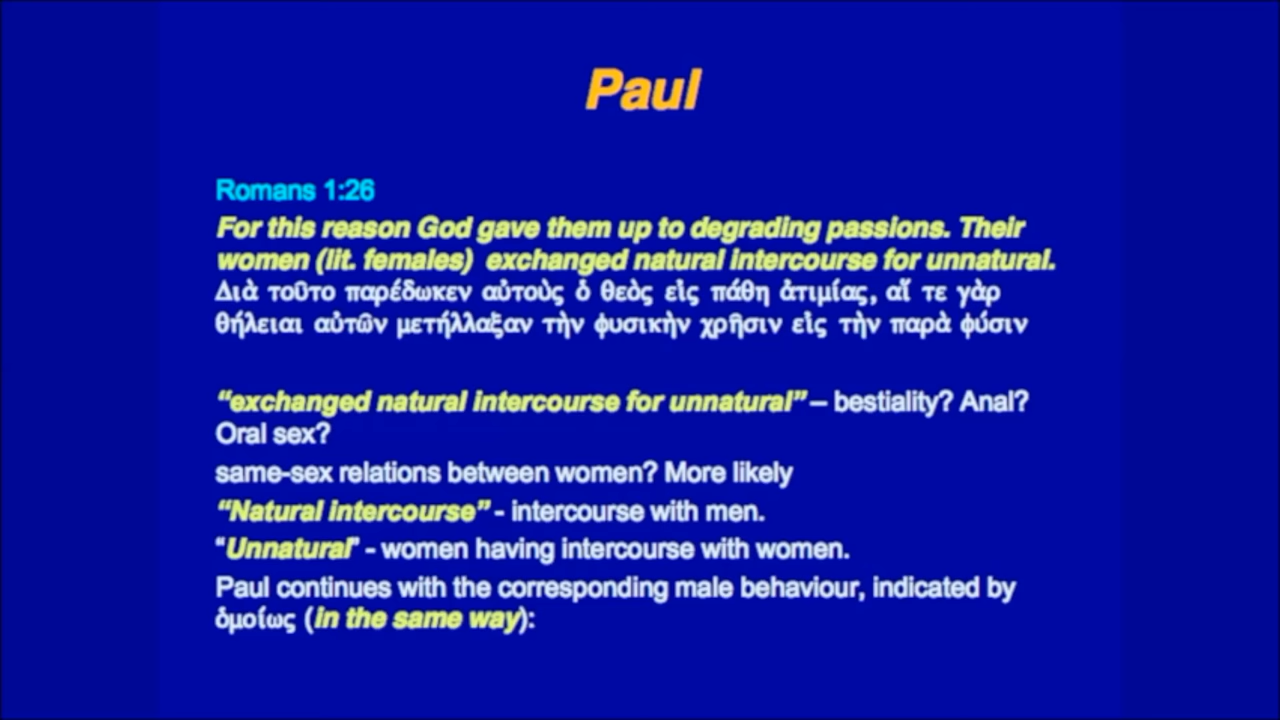 Paul
Romans 1:26
For this reason God gave them up to degrading passions. Their
women (lit. females)  exchanged natural intercourse for unnatural.
Διὰ τοῦτο παρέδωκεν αὐτοὺς ὁ θεὸς εἰς πάθη ἀτιμίας, αἵ τε γὰρ
θήλειαι αὐτῶν μετήλλαξαν τὴν φυσικὴν χρῆσιν εἰς τὴν παρὰ φύσιν
“exchanged natural intercourse for unnatural” – bestiality? Anal?
Oral sex?
same-sex relations between women? More likely
“Natural intercourse” - intercourse with men.
“Unnatural” - women having intercourse with women.
Paul continues with the corresponding male behaviour, indicated by
ὁμοίως (in the same way):